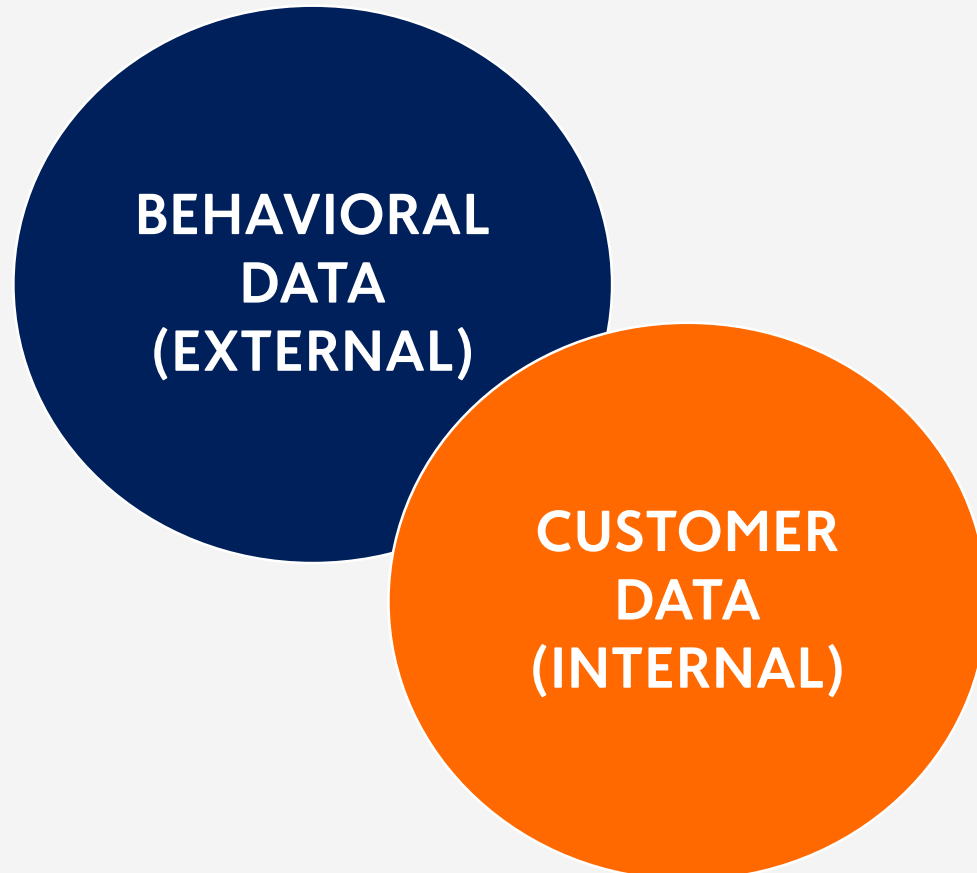 BEHAVIORAL
DATA
(EXTERNAL)
CUSTOMER
DATA
(INTERNAL)